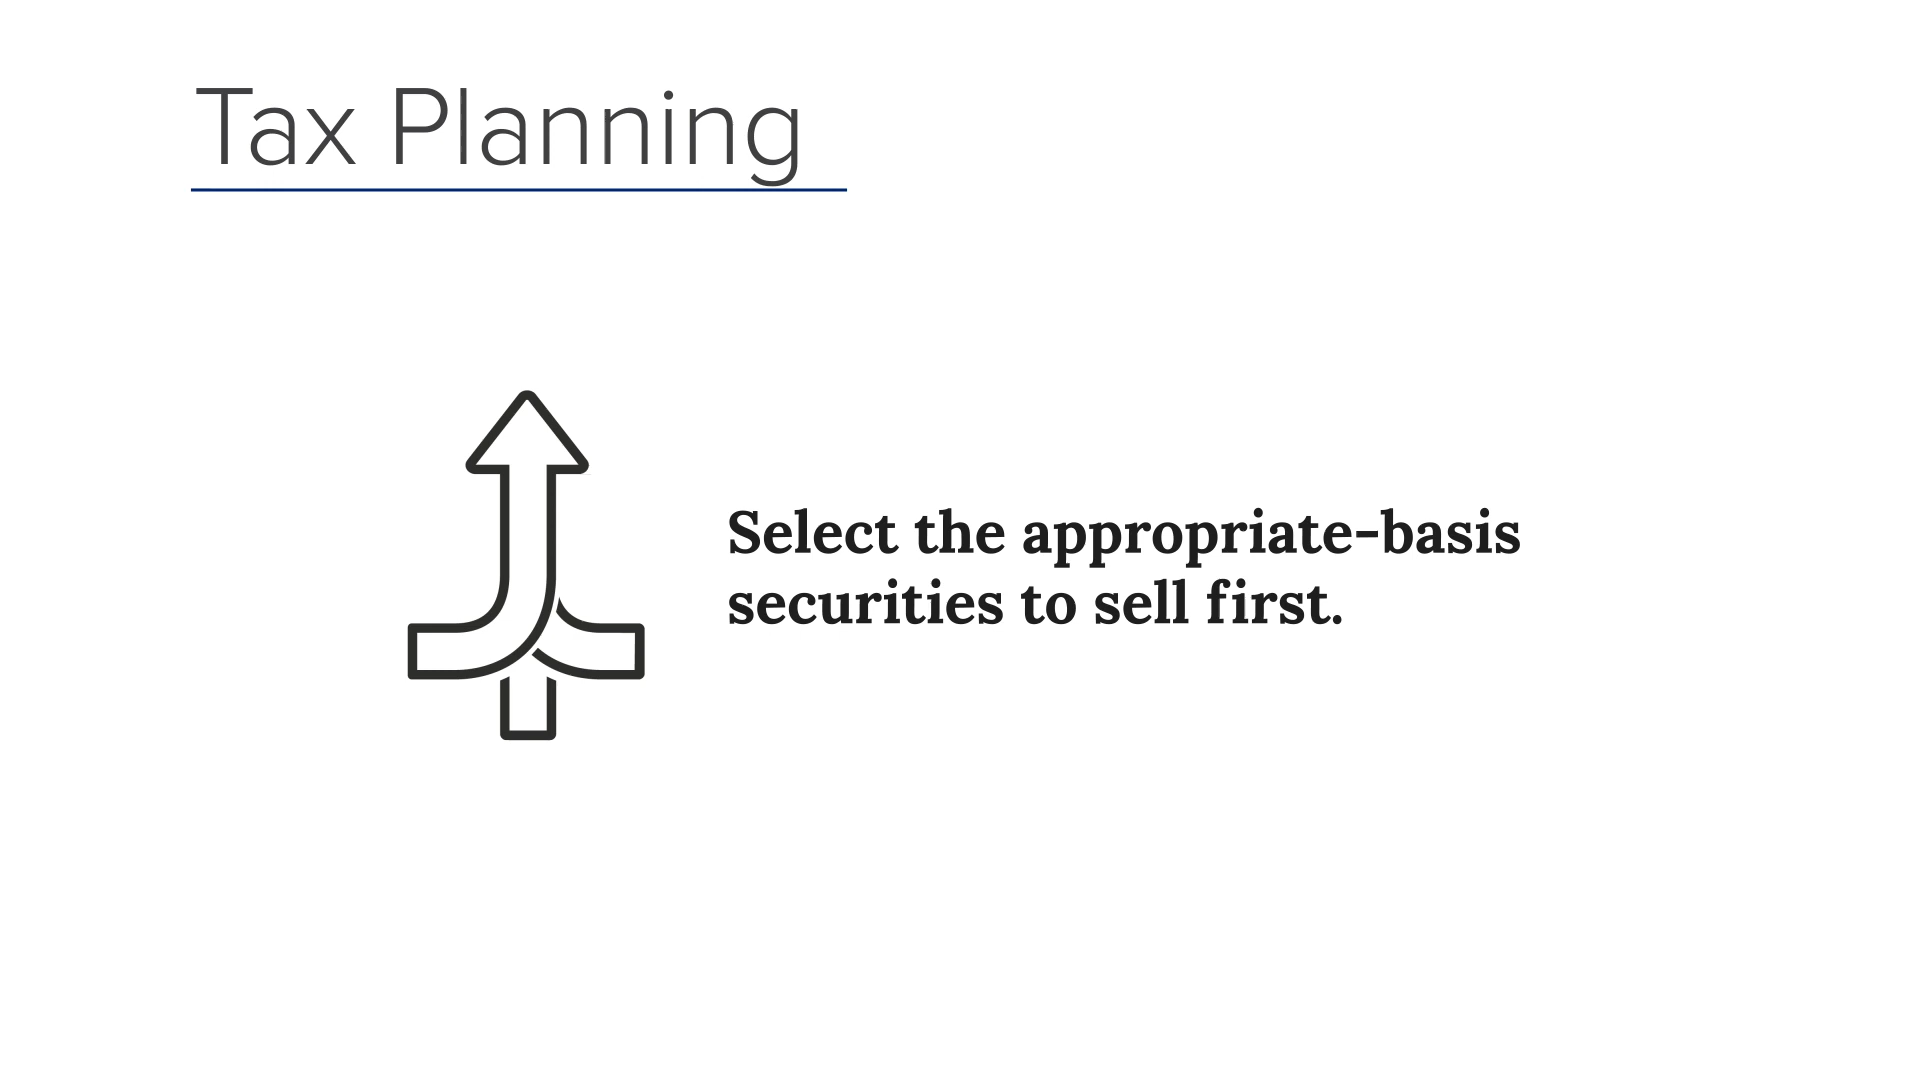 Tax Planning
Select the appropriate-basis
securities to sell first.